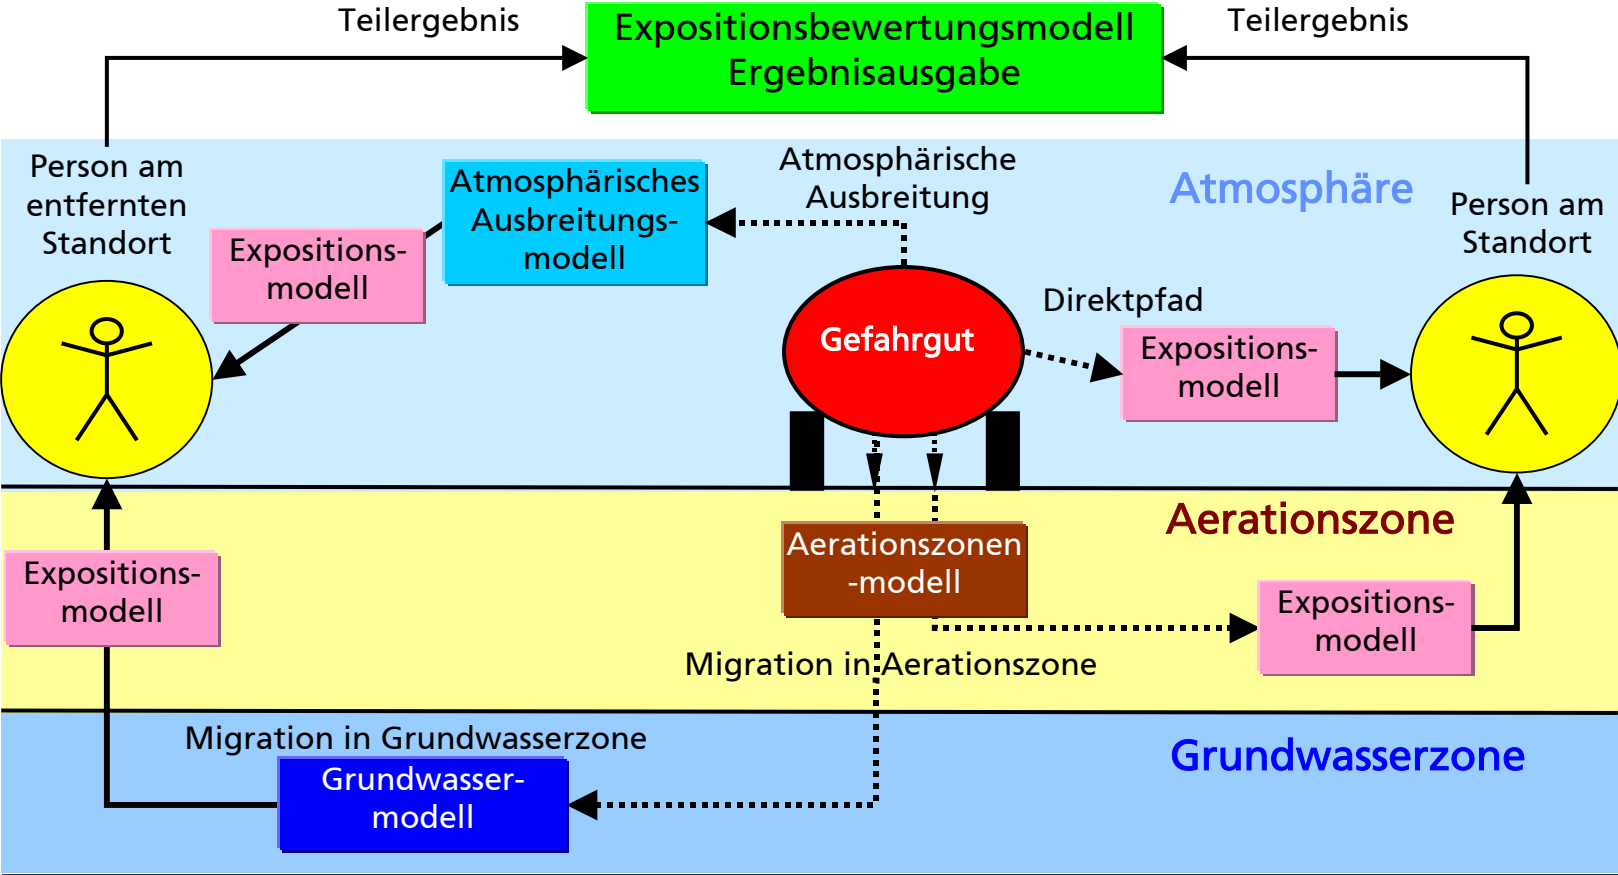 Teilergebnis
Expositionsbewertungsmodell
Ergebnisausgabe
Teilergebnis
Person am
entfernten
Standort
Atmosphärisches
Ausbreitungs-
modell
Atmosphärische
Ausbreitung
Atmosphäre
Person am
Standort
Expositions-
modell
Gefahrgut
Direktpfad
Expositions-
modell
Aerationszone
Aerationszonen
-modell
Expositions-
modell
Expositions-
modell
Migration in Aerationszone
Migration in Grundwasserzone
Grundwasserzone
Grundwasser-
modell